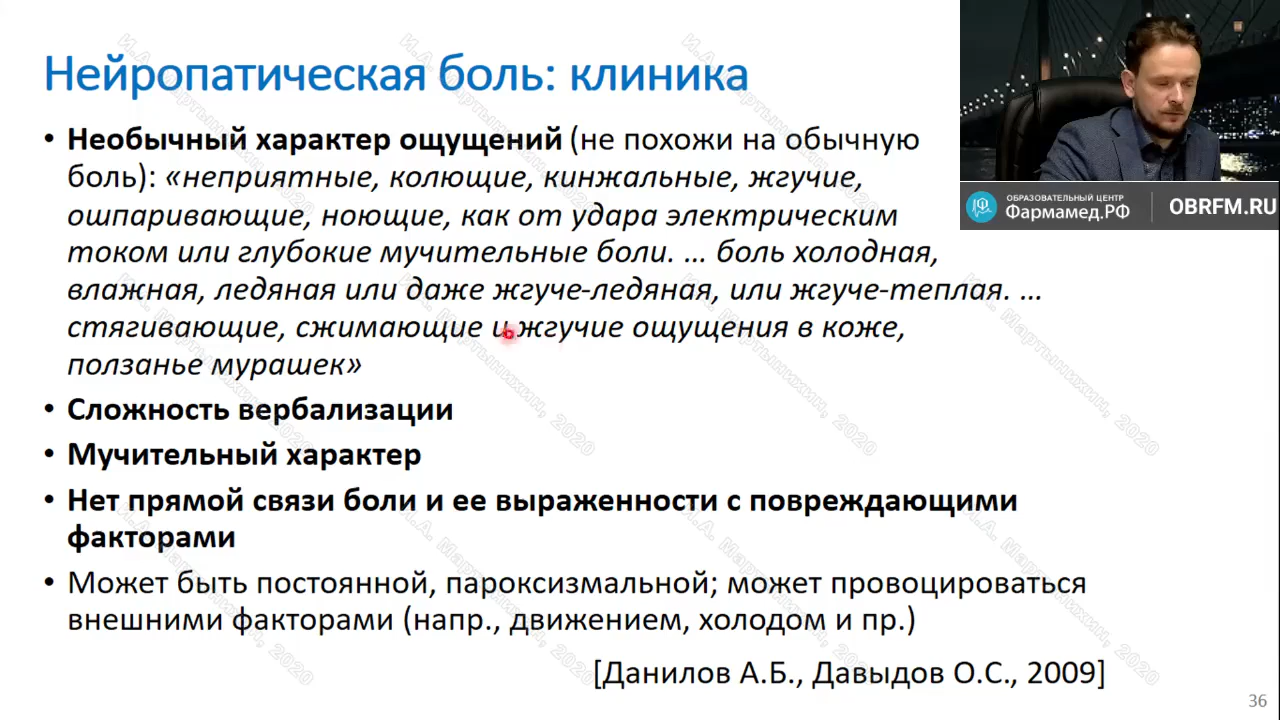 Нейропатическая боль: клиника
• Необычный характер ощущений (не похожи на обычную
боль): «неприятные, колющие, кинжальные, жгучие,
ошпаривающие, ноющие, как от удара электрическим
током или глубокие мучительные боли. ... боль холодная,
влажная, ледяная или даже жгуче-ледяная, или жгуче-теплая. ...
стягивающие, сжимающие и жгучие ощущения в коже,
ползанье мурашек»
• Сложность вербализации
• Мучительный характер
• Нет прямой связи боли и ее выраженности с повреждающими
факторами
• Может быть постоянной, пароксизмальной; может провоцироваться
внешними факторами (напр., движением, холодом и пр.)
[Данилов А.Б., Давыдов О.С., 2009]
36
ОБРАЗОВАТЕЛЬНЫЙ ЦЕНТР
Фармамед.РФ
OBRFM.RU
И.А. Мартынихин, 2020